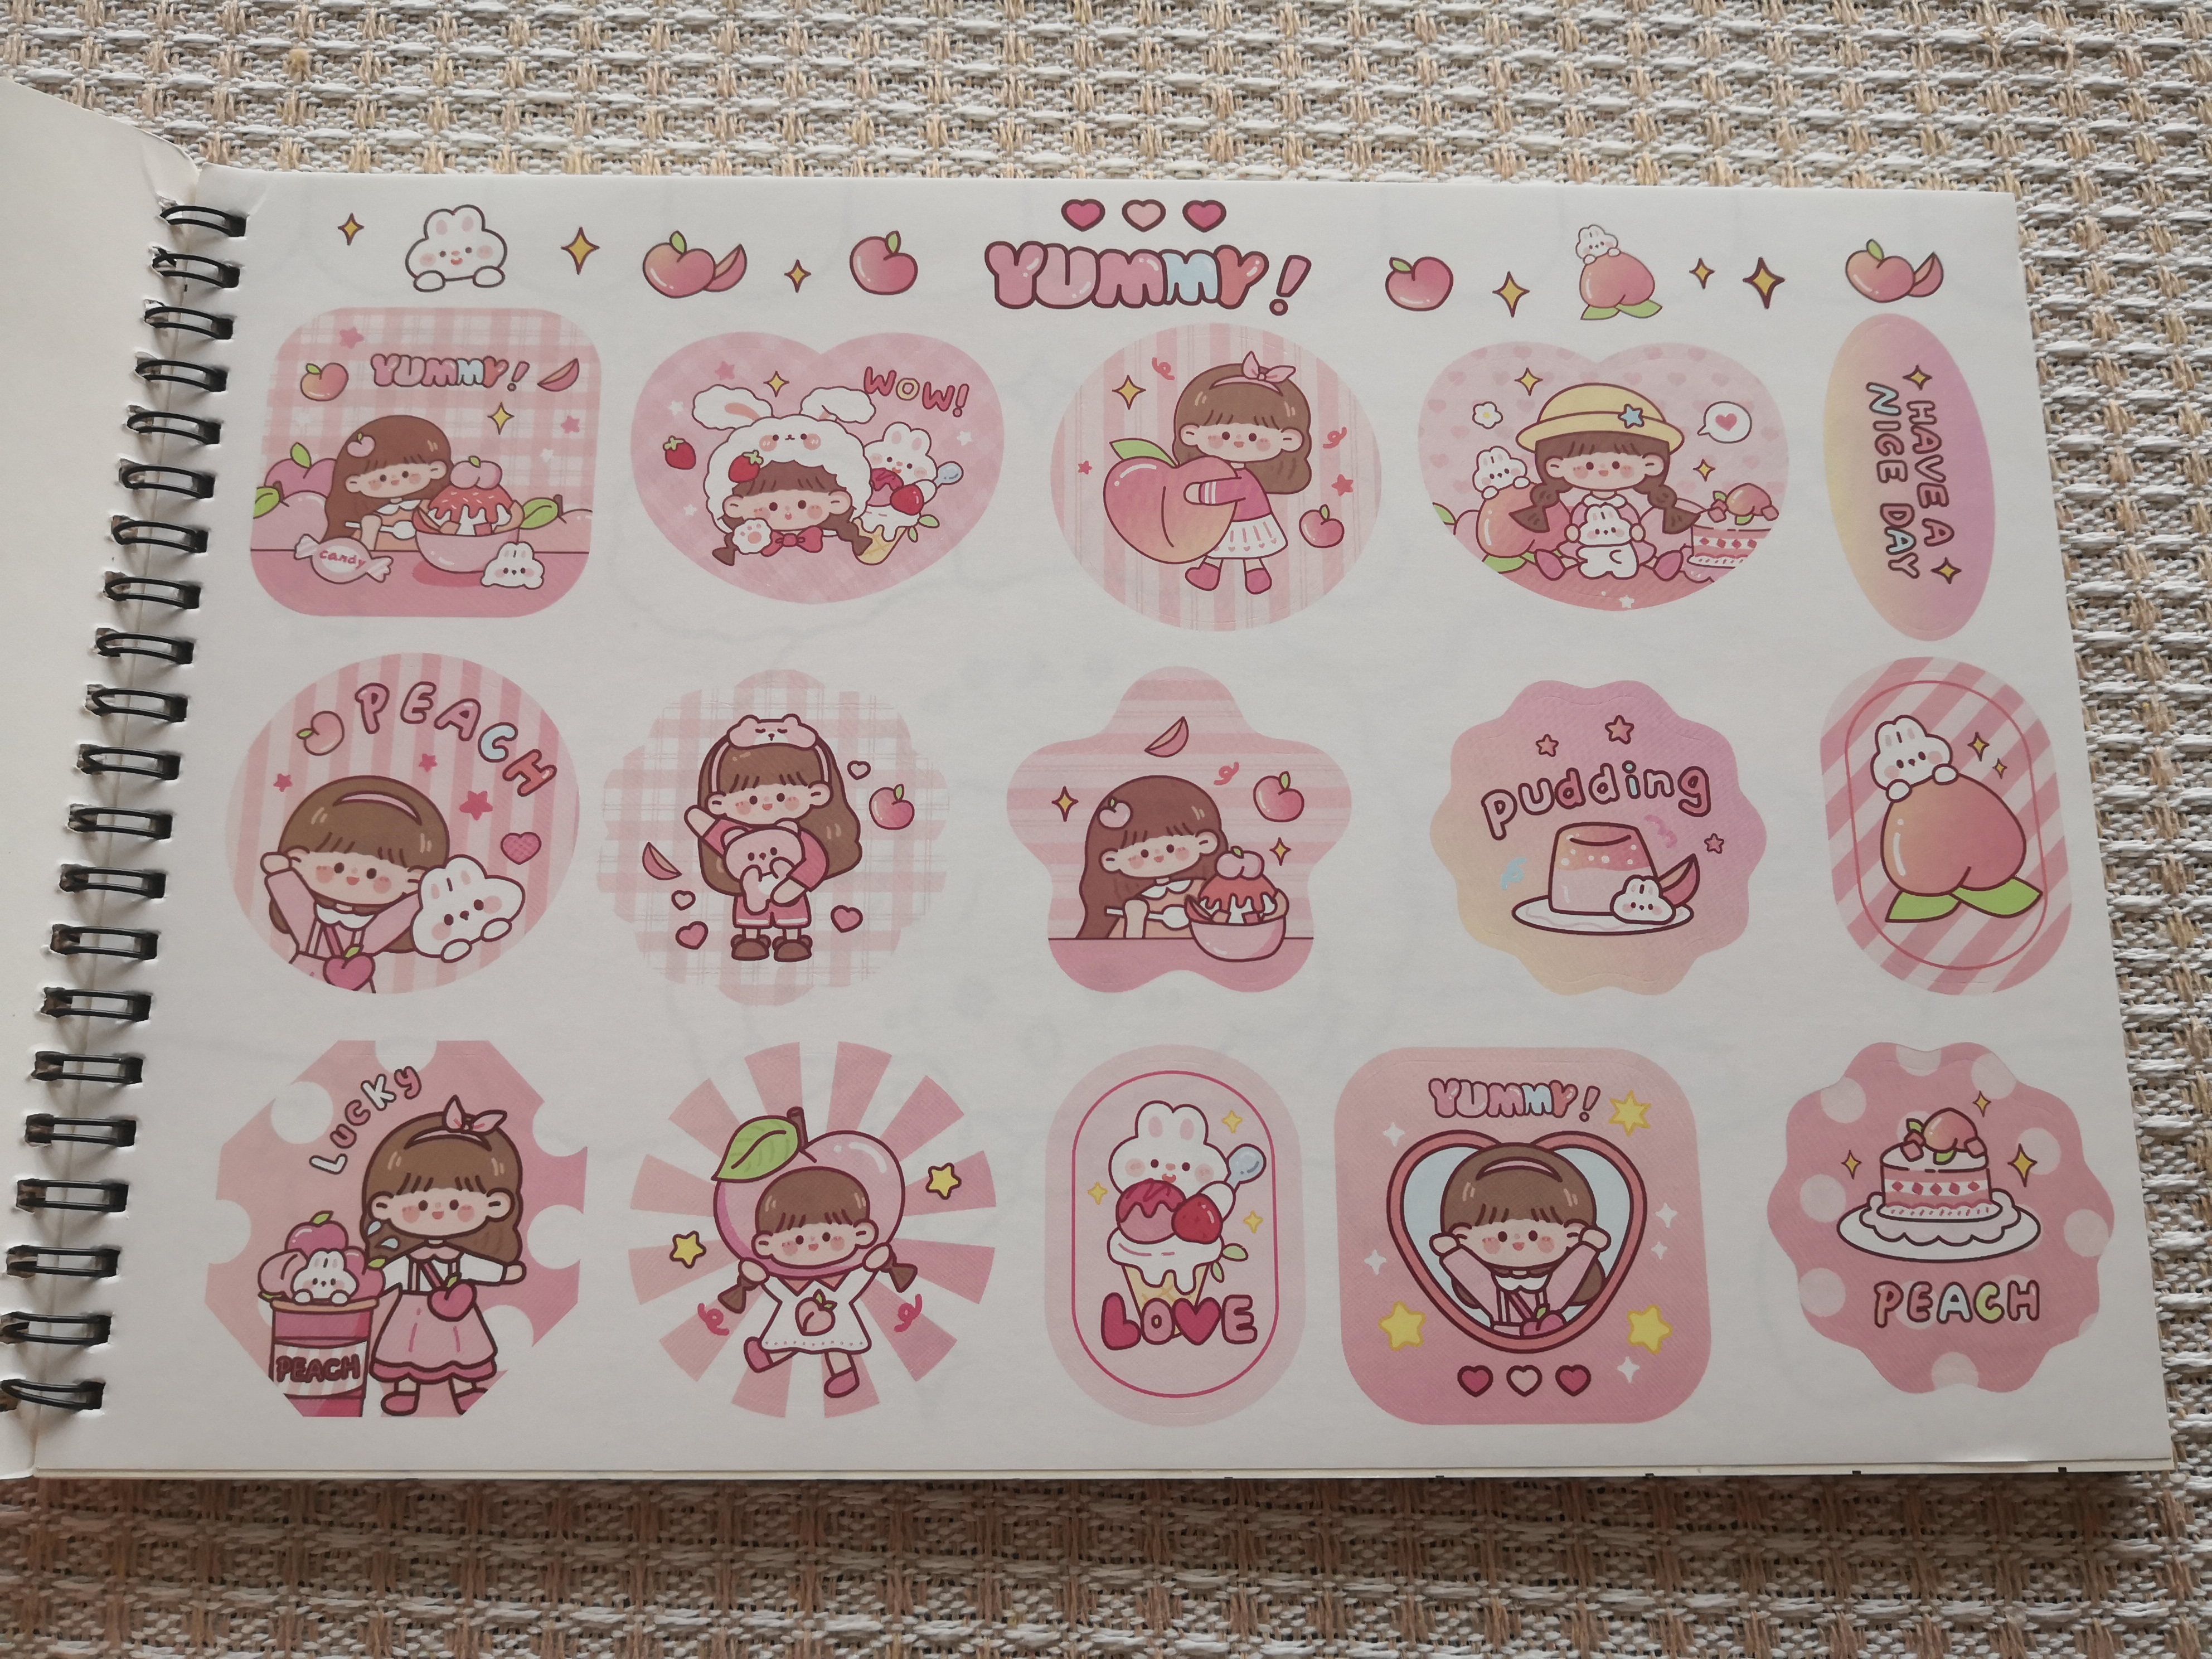 YUMMY!
YUMMY!
candy
WOW!
HAVE A
NICE DAY
PEACH
pudding
LUCKY
PEACH
LOVE
YUMMY!
PEACH